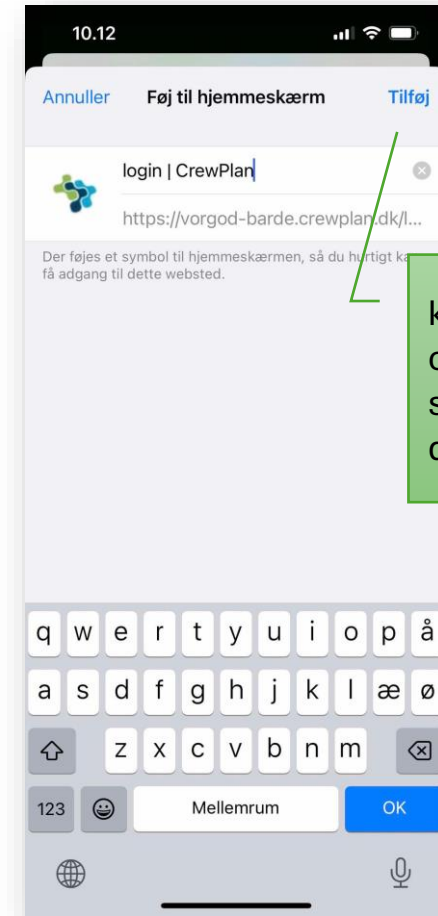 10.12
Annuller Føj til hjemmeskærm Tilføj
login | CrewPlan
https://vorgod-barde.crewplan.dk/l...
Der føjes et symbol til hjemmeskærmen, så du hurtigt
få adgang til dette websted.
q w e r t y u i o p å
a s d f g h j k l æ ø
z x c v b n m
123 Mellemrum OK